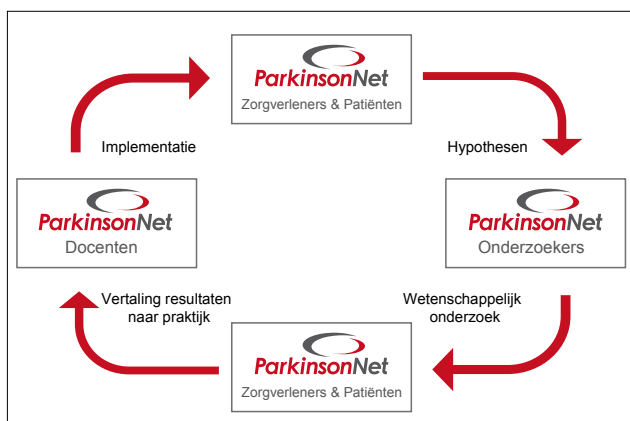 ParkinsonNet
Zorgverleners & Patiënten
Implementatie
Hypothesen
ParkinsonNet
Docenten
ParkinsonNet
Onderzoekers
Vertaling resultaten
naar praktijk
Wetenschappelijk
onderzoek
ParkinsonNet
Zorgverleners & Patiënten